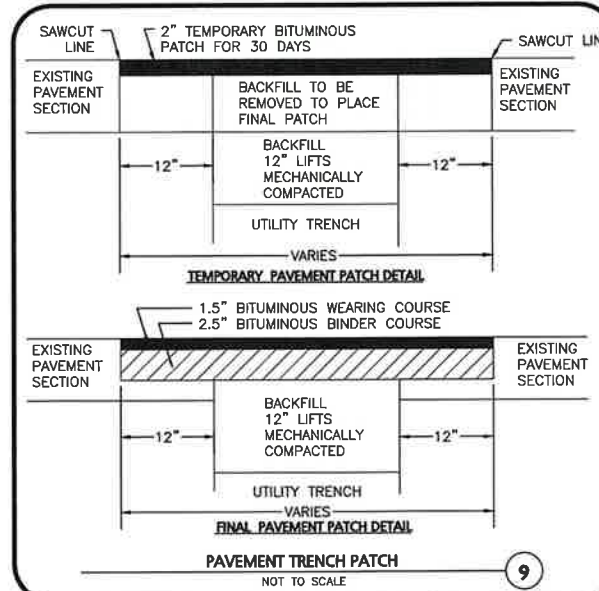 SAWCUT
LINE
2" TEMPORARY BITUMINOUS
PATCH FOR 30 DAYS
SAWCUT LIN
EXISTING
PAVEMENT
SECTION
BACKFILL TO BE
REMOVED TO PLACE
FINAL PATCH
EXISTING
PAVEMENT
SECTION
12"
BACKFILL
12" LIFTS
MECHANICALLY
COMPACTED
12"
UTILITY TRENCH
VARIES
TEMPORARY PAVEMENT PATCH DETAIL
1.5" BITUMINOUS WEARING COURSE
2.5" BITUMINOUS BINDER COURSE
EXISTING
PAVEMENT
SECTION
EXISTING
PAVEMENT
SECTION
12"
BACKFILL
12" LIFTS
MECHANICALLY
COMPACTED
12"
UTILITY TRENCH
VARIES
FINAL PAVEMENT PATCH DETAIL
PAVEMENT TRENCH PATCH
NOT TO SCALE
9